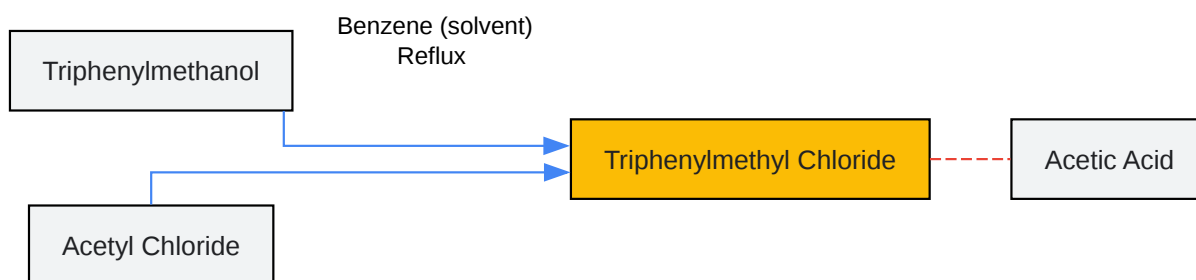 Benzene (solvent)
Reflux
Triphenylmethanol
Triphenylmethyl Chloride
Acetic Acid
Acetyl Chloride